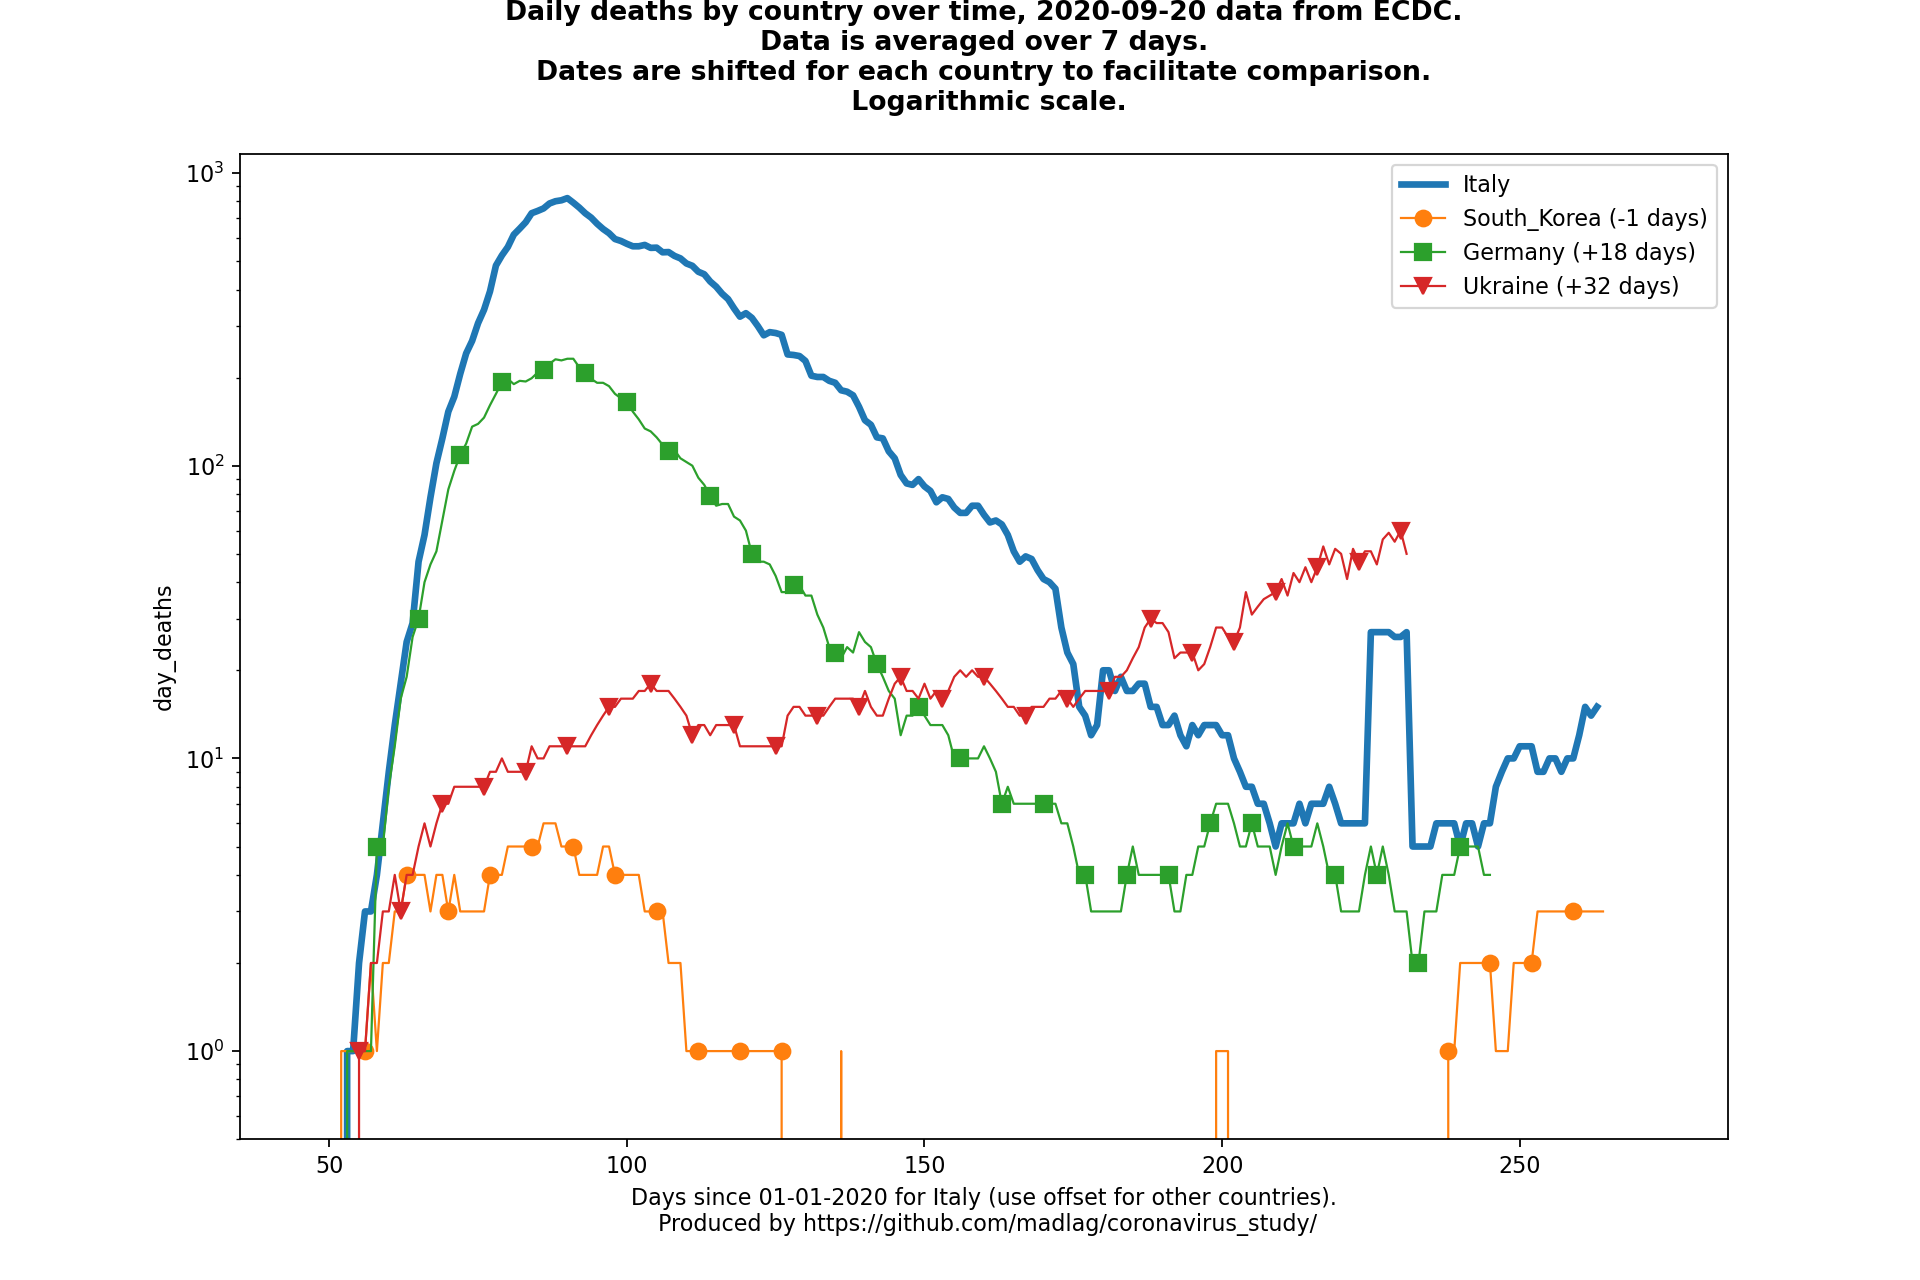 Daily deaths by country over time, 2020-09-20 data from ECDC.
Data is averaged over 7 days.
Dates are shifted for each country to facilitate comparison.
Logarithmic scale.
10³
10²
10¹
10⁰
day_deaths
Italy
South_Korea (-1 days)
Germany (+18 days)
Ukraine (+32 days)
50 100 150 200 250
Days since 01-01-2020 for Italy (use offset for other countries).
Produced by https://github.com/madlag/coronavirus_study/